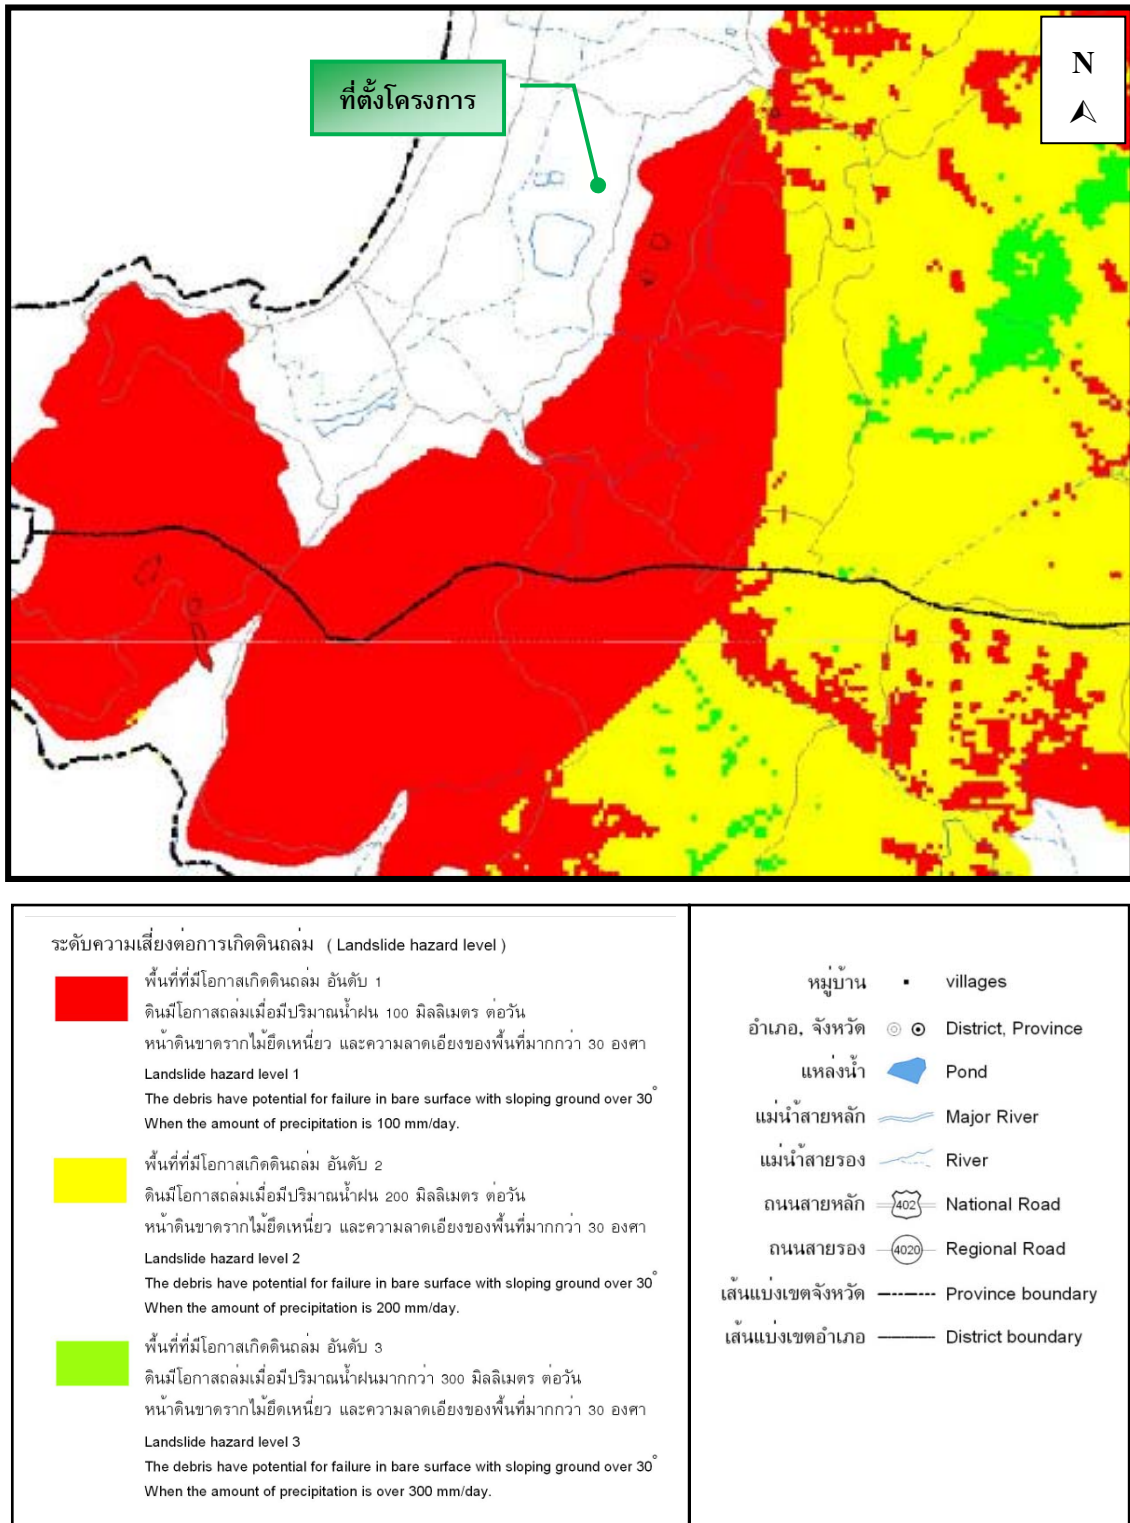 ที่ตั้งโครงการ
N
ระดับความเสี่ยงต่อการเกิดดินถล่ม ( Landslide hazard level )
พื้นที่ที่มีโอกาสเกิดดินถล่ม อันดับ 1
ดินมีโอกาสถล่มเมื่อมีปริมาณน้ำฝน 100 มิลลิเมตร ต่อวัน
หน้าดินขาดรากไม้ยึดเหนี่ยว และความลาดเอียงของพื้นที่มากกว่า 30 องศา
Landslide hazard level 1
The debris have potential for failure in bare surface with sloping ground over 30°
When the amount of precipitation is 100 mm/day.
พื้นที่ที่มีโอกาสเกิดดินถล่ม อันดับ 2
ดินมีโอกาสถล่มเมื่อมีปริมาณน้ำฝน 200 มิลลิเมตร ต่อวัน
หน้าดินขาดรากไม้ยึดเหนี่ยว และความลาดเอียงของพื้นที่มากกว่า 30 องศา
Landslide hazard level 2
The debris have potential for failure in bare surface with sloping ground over 30°
When the amount of precipitation is 200 mm/day.
พื้นที่ที่มีโอกาสเกิดดินถล่ม อันดับ 3
ดินมีโอกาสถล่มเมื่อมีปริมาณน้ำฝนมากกว่า 300 มิลลิเมตร ต่อวัน
หน้าดินขาดรากไม้ยึดเหนี่ยว และความลาดเอียงของพื้นที่มากกว่า 30 องศา
Landslide hazard level 3
The debris have potential for failure in bare surface with sloping ground over 30°
When the amount of precipitation is over 300 mm/day.
หมู่บ้าน villages
อำเภอ, จังหวัด District, Province
แหล่งน้ำ Pond
แม่น้ำสายหลัก Major River
แม่น้ำสายรอง River
ถนนสายหลัก 402 National Road
ถนนสายรอง 4020 Regional Road
เส้นแบ่งเขตจังหวัด Province boundary
เส้นแบ่งเขตอำเภอ District boundary